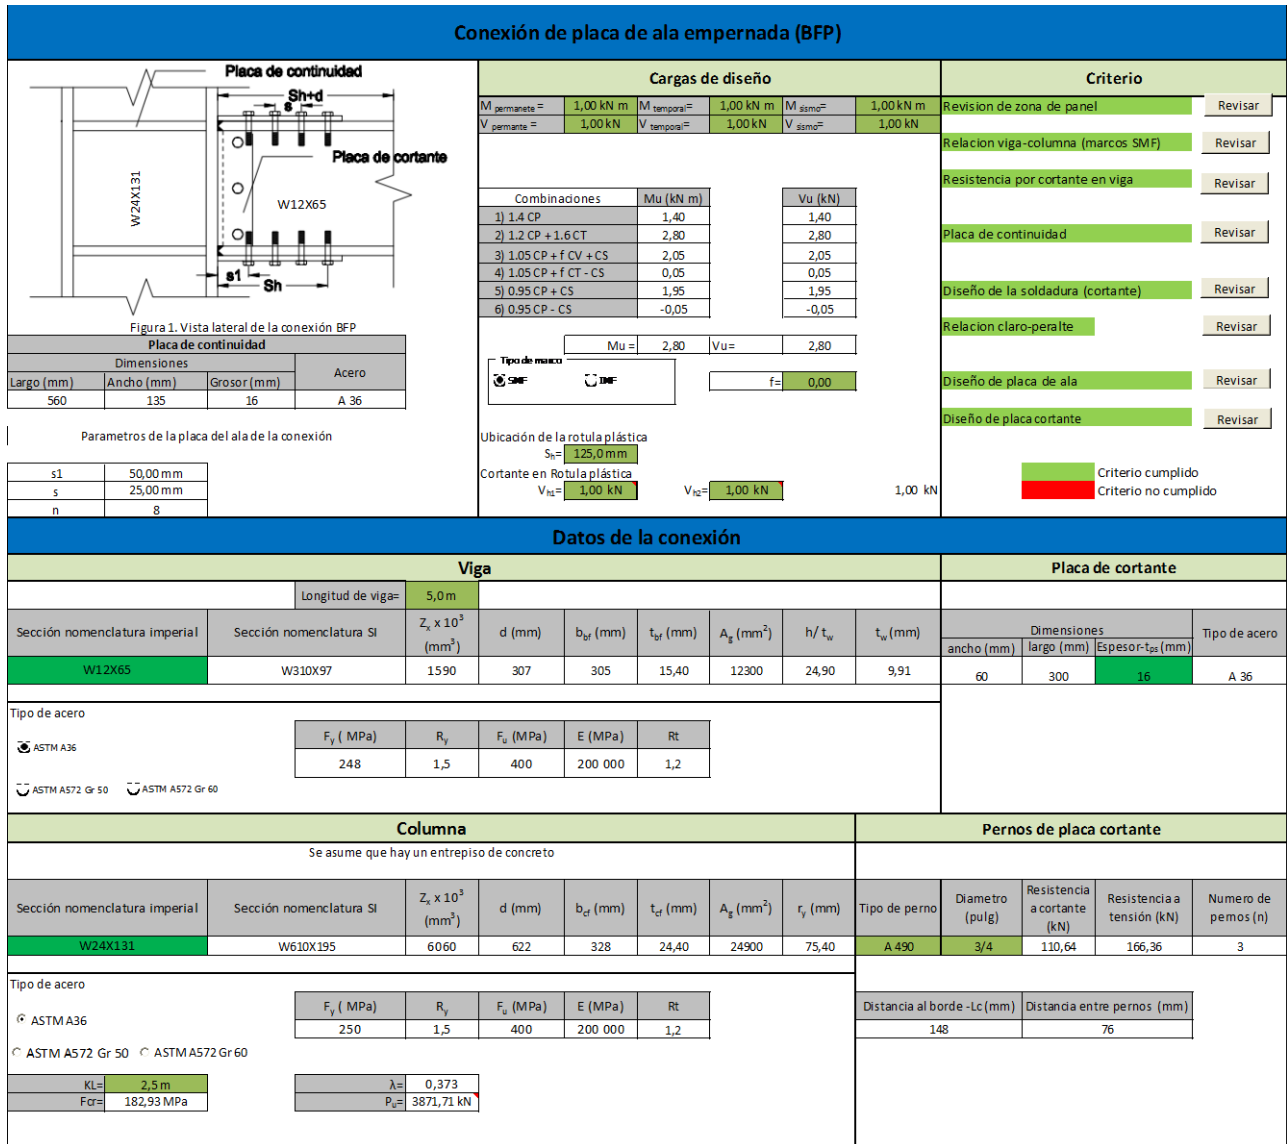 Conexión de placa de ala empernada (BFP)
Placa de continuidad
Sh+d
s
Placa de cortante
W24X131
W12X65
s1
Sh
Figura 1. Vista lateral de la conexión BFP
Placa de continuidad
Dimensiones Acero
Largo (mm) Ancho (mm) Grosor (mm)
560 135 16 A 36
Parametros de la placa del ala de la conexión
s1 50,00 mm
s 25,00 mm
n 8
Cargas de diseño
M permanete = 1,00 kN m M temporal= 1,00 kN m M sismo= 1,00 kN m
V permante = 1,00 kN V temporal= 1,00 kN V sismo= 1,00 kN
Combinaciones Mu (kN m) Vu (kN)
1) 1.4 CP 1,40 1,40
2) 1.2 CP + 1.6 CT 2,80 2,80
3) 1.05 CP + f CV + CS 2,05 2,05
4) 1.05 CP + f CT - CS 0,05 0,05
5) 0.95 CP + CS 1,95 1,95
6) 0.95 CP - CS -0,05 -0,05
Mu = 2,80 Vu= 2,80
Tipo de marco
SMF IMF
f= 0,00
Ubicación de la rotula plástica
Sh= 125,0 mm
Cortante en Rotula plástica
Vh1= 1,00 kN Vh2= 1,00 kN 1,00 kN
Criterio
Revision de zona de panel Revisar
Relacion viga-columna (marcos SMF) Revisar
Resistencia por cortante en viga Revisar
Placa de continuidad Revisar
Diseño de la soldadura (cortante) Revisar
Relacion claro-peralte Revisar
Diseño de placa de ala Revisar
Diseño de placa cortante Revisar
Criterio cumplido
Criterio no cumplido
Datos de la conexión
Viga
Longitud de viga= 5,0 m
Sección nomenclatura imperial Sección nomenclatura SI Zx x 10³ (mm³) d (mm) bbf (mm) tbf (mm) Ag (mm²) h/ tw tw (mm)
W12X65 W310X97 1590 307 305 15,40 12300 24,90 9,91
Tipo de acero
ASTM A36
ASTM A572 Gr 50 ASTM A572 Gr 60
Fy ( MPa) Ry Fu (MPa) E (MPa) Rt
248 1,5 400 200 000 1,2
Placa de cortante
Dimensiones Tipo de acero
ancho (mm) largo (mm) Espesor-tps (mm)
60 300 16 A 36
Columna
Se asume que hay un entrepiso de concreto
Sección nomenclatura imperial Sección nomenclatura SI Zx x 10³ (mm³) d (mm) bcf (mm) tcf (mm) Ag (mm²) ry (mm)
W24X131 W610X195 6060 622 328 24,40 24900 75,40
Tipo de acero
ASTM A36
ASTM A572 Gr 50 ASTM A572 Gr 60
Fy ( MPa) Ry Fu (MPa) E (MPa) Rt
250 1,5 400 200 000 1,2
KL= 2,5 m λ= 0,373
Fcr= 182,93 MPa Pu= 3871,71 kN
Pernos de placa cortante
Tipo de perno Diametro (pulg) Resistencia a cortante (kN) Resistencia a tensión (kN) Numero de pernos (n)
A 490 3/4 110,64 166,36 3
Distancia al borde -Lc (mm) Distancia entre pernos (mm)
148 76